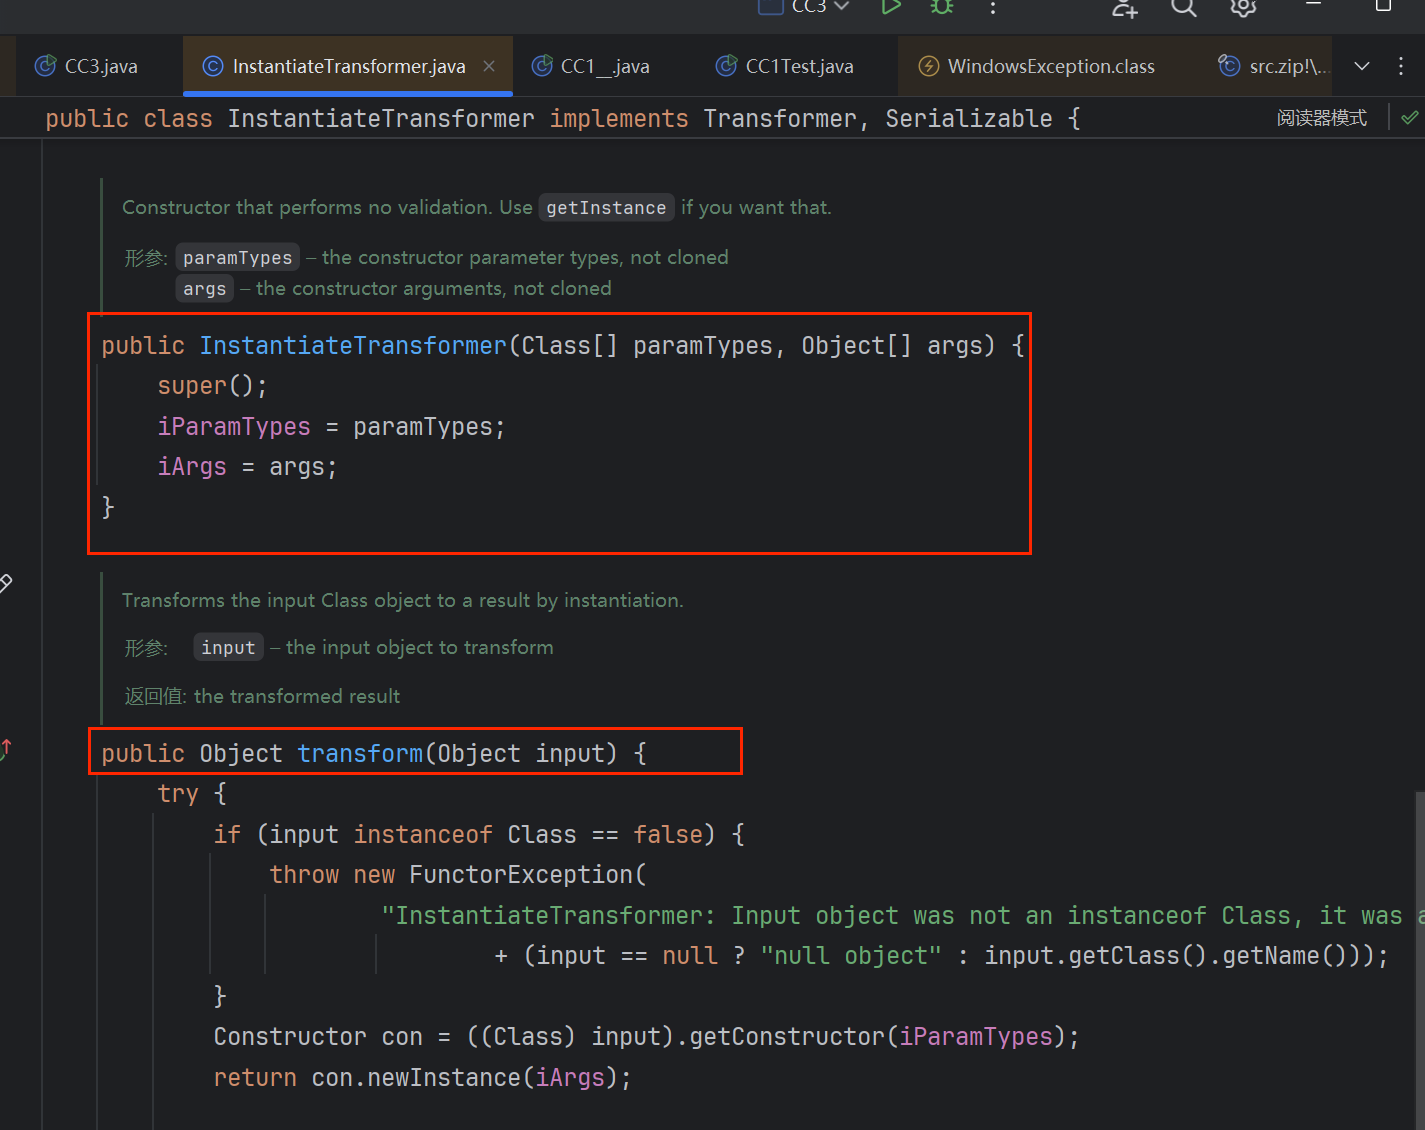 CC3
CC3.java InstantiateTransformer.java CC1__.java CC1Test.java WindowsException.class src.zip!\...
public class InstantiateTransformer implements Transformer, Serializable { 阅读器模式
Constructor that performs no validation. Use getInstance if you want that.
形参: paramTypes – the constructor parameter types, not cloned
args – the constructor arguments, not cloned
public InstantiateTransformer(Class[] paramTypes, Object[] args) {
super();
iParamTypes = paramTypes;
iArgs = args;
}
Transforms the input Class object to a result by instantiation.
形参: input – the input object to transform
返回值: the transformed result
public Object transform(Object input) {
try {
if (input instanceof Class == false) {
throw new FunctorException(
"InstantiateTransformer: Input object was not an instanceof Class, it was
+ (input == null ? "null object" : input.getClass().getName()));
}
Constructor con = ((Class) input).getConstructor(iParamTypes);
return con.newInstance(iArgs);